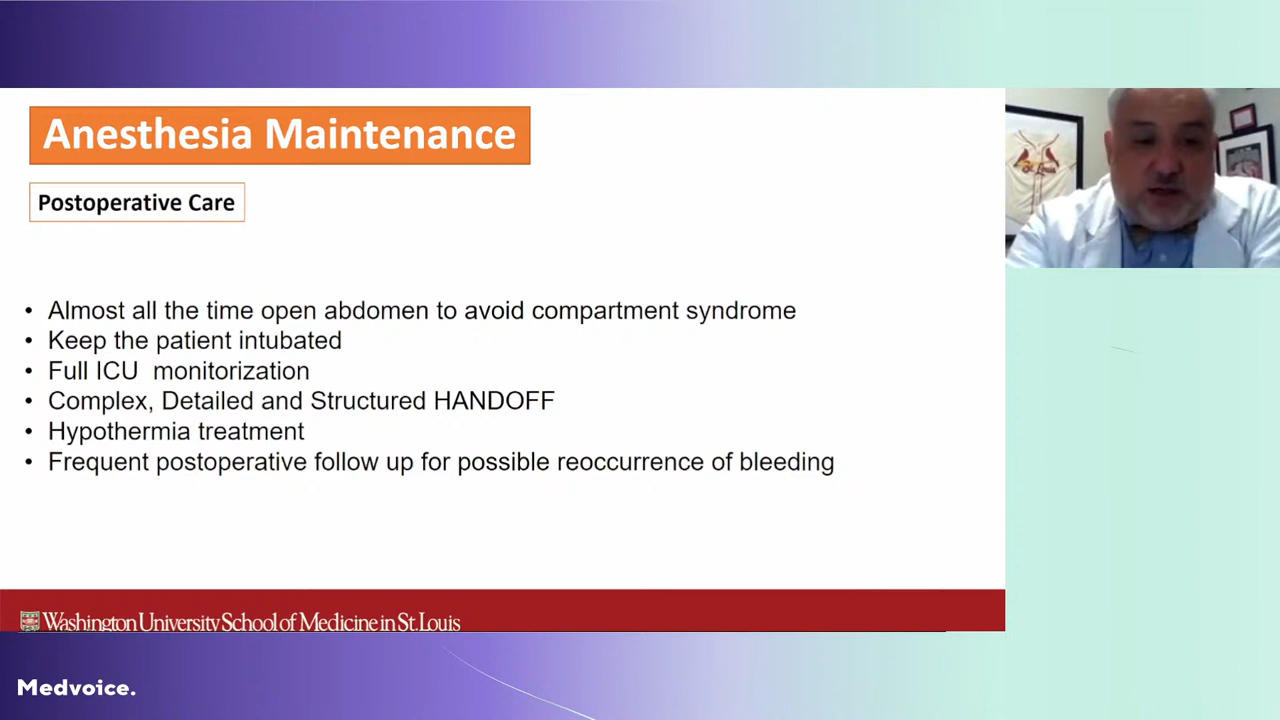 Anesthesia Maintenance
Postoperative Care
• Almost all the time open abdomen to avoid compartment syndrome
• Keep the patient intubated
• Full ICU  monitorization
• Complex, Detailed and Structured HANDOFF
• Hypothermia treatment
• Frequent postoperative follow up for possible reoccurrence of bleeding
St. Louis
Washington University School of Medicine in St. Louis
Medvoice.